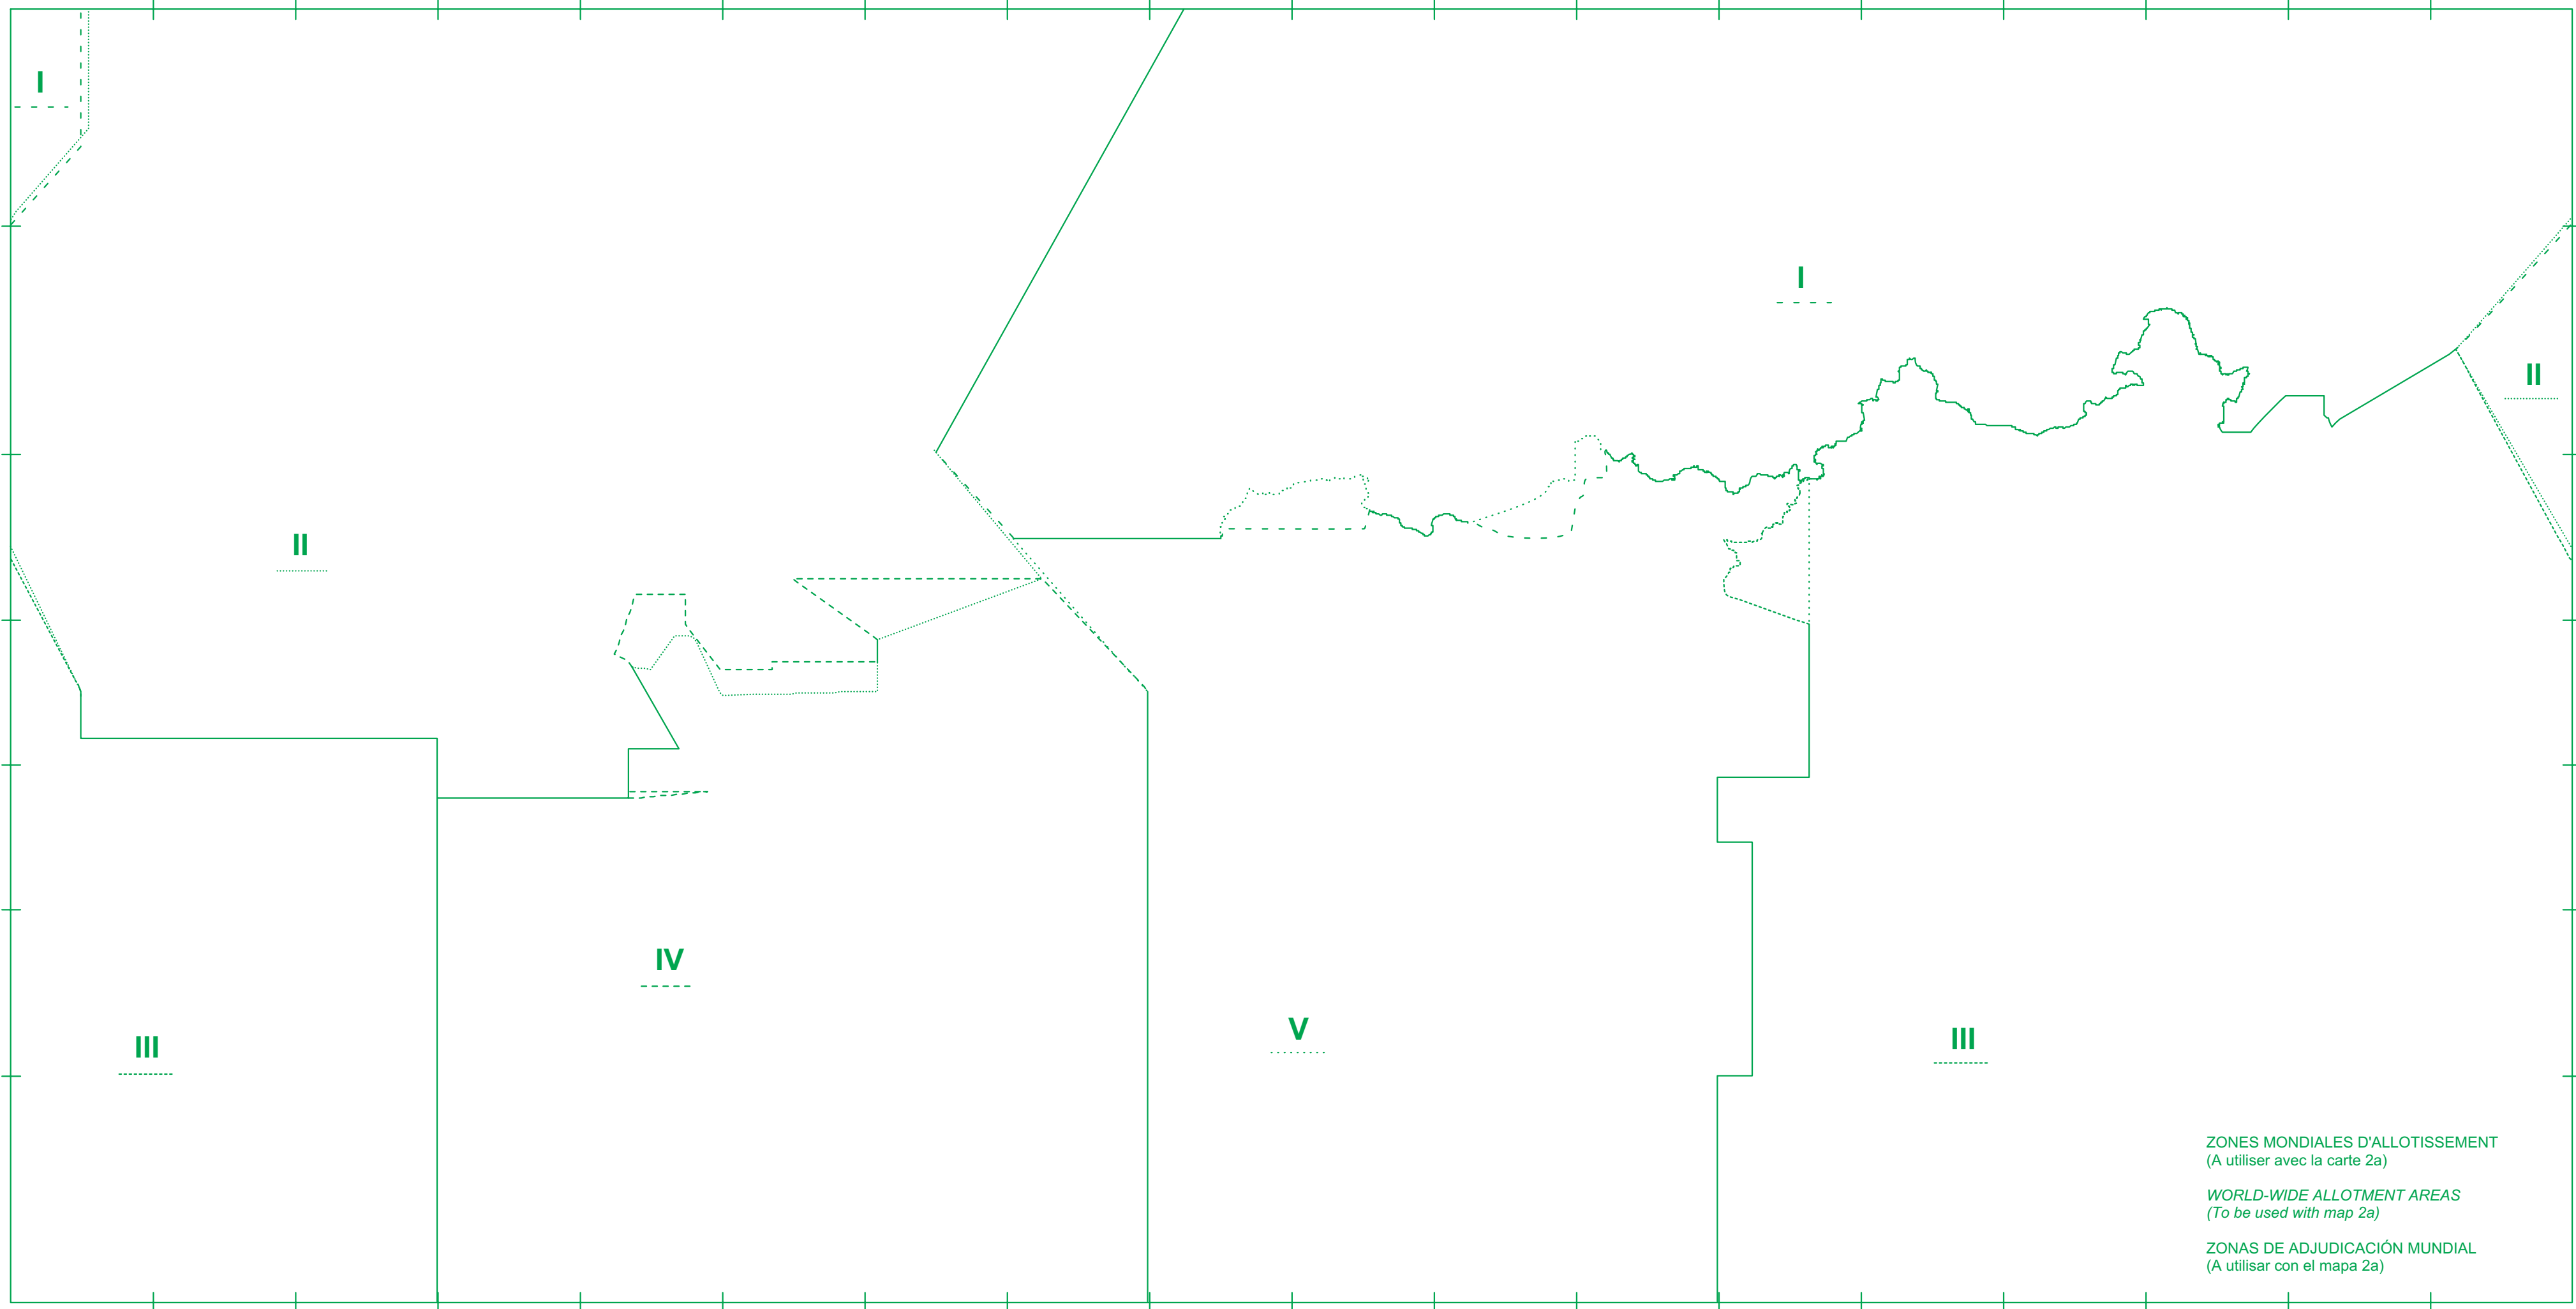 I
I
II
II
IV
V
III
III
ZONES MONDIALES D'ALLOTISSEMENT
(A utiliser avec la carte 2a)
WORLD-WIDE ALLOTMENT AREAS
(To be used with map 2a)
ZONAS DE ADJUDICACIÓN MUNDIAL
(A utilisar con el mapa 2a)